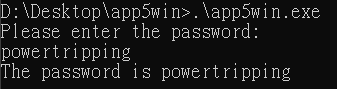 D:\Desktop\app5win>.\app5win.exe
Please enter the password:
powertripping
The password is powertripping